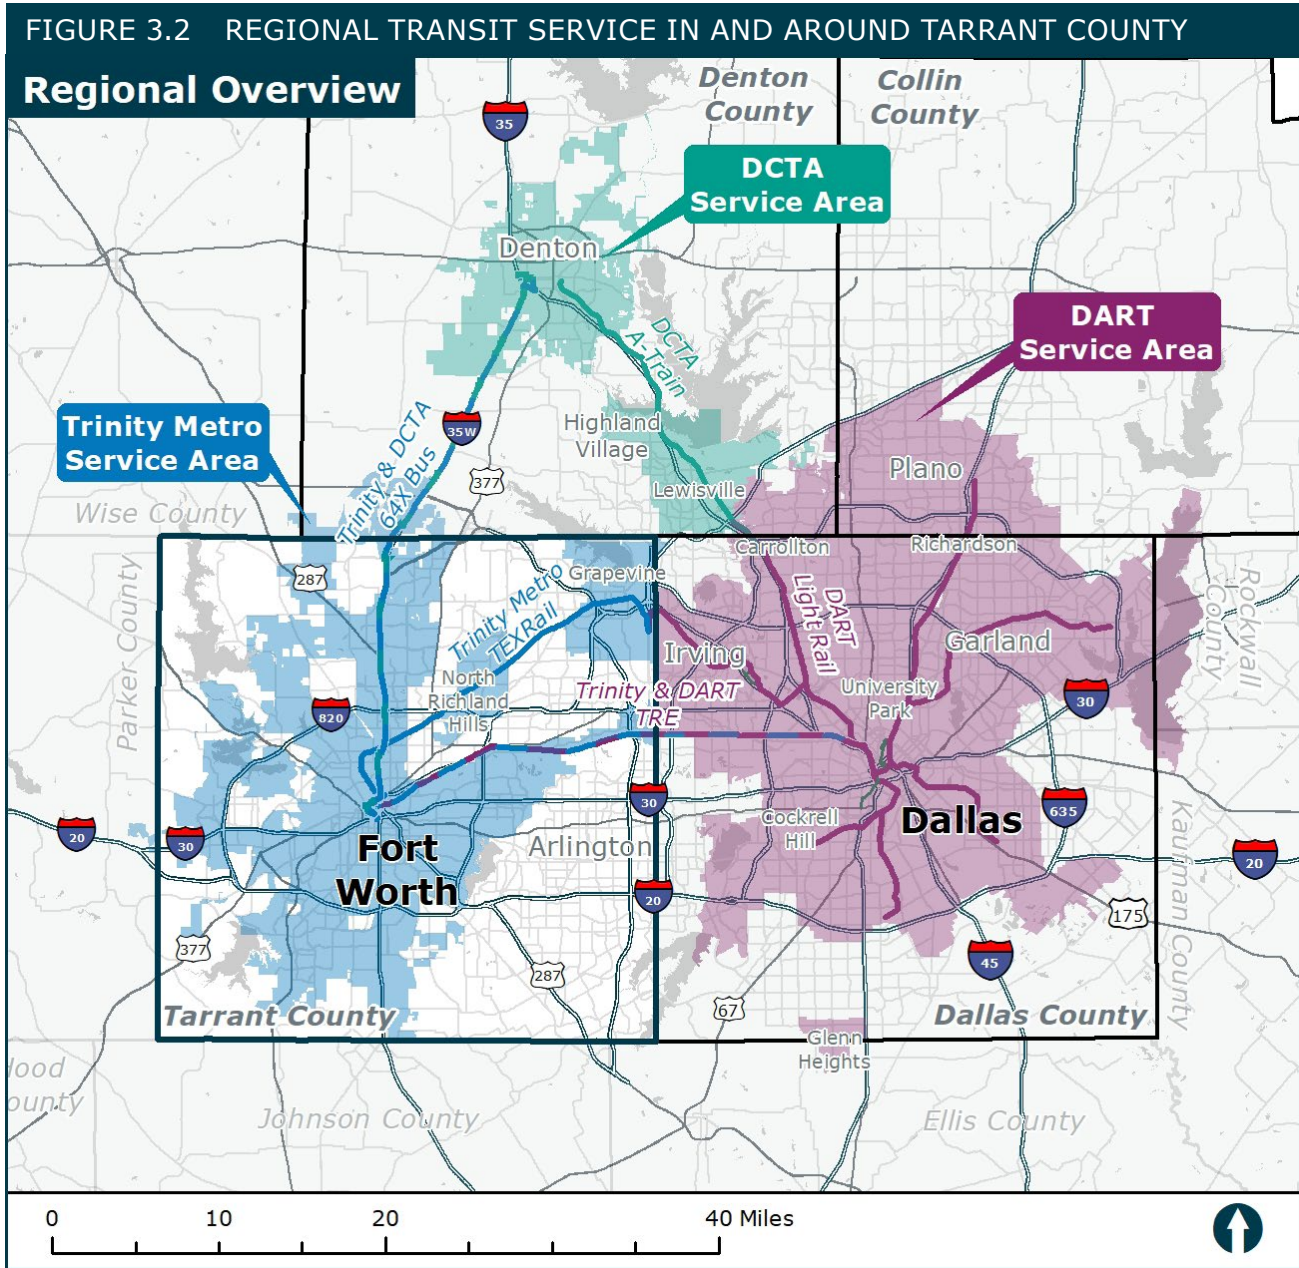 FIGURE 3.2 REGIONAL TRANSIT SERVICE IN AND AROUND TARRANT COUNTY
Regional Overview
Denton
County
Collin
County
35
DCTA
Service Area
Denton
DART
Service Area
DCTA
A-Train
Trinity Metro
Service Area
35W
Trinity & DCTA
64X Bus
Highland
Village
377
Plano
Lewisville
Wise County
Carrollton
Richardson
287
Grapevine
Parker County
Trinity Metro
TEXRail
DART
Light Rail
Rockwall
County
Irving
Garland
North
Richland
Hills
Trinity & DART
TRE
University
Park
820
30
30
635
20
30
Fort
Worth
Arlington
Cockrell
Hill
Dallas
20
20
175
Kaufman County
377
287
45
67
Tarrant County
Dallas County
Glenn
Heights
Hood
County
Johnson County
Ellis County
0 10 20 40 Miles